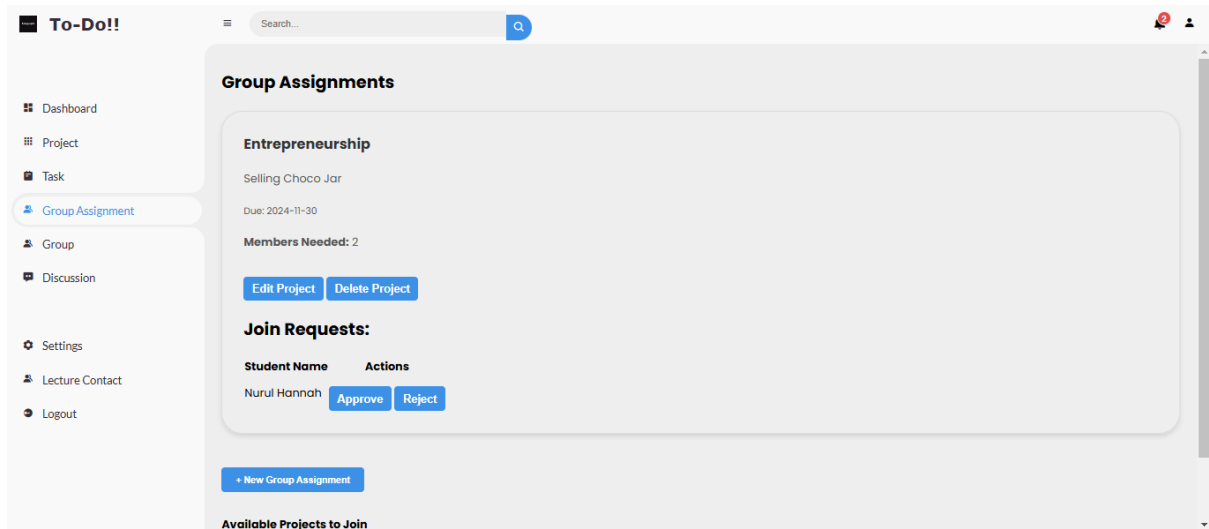 To-Do!!
Search...
2
Dashboard
Project
Task
Group Assignment
Group
Discussion
Settings
Lecture Contact
Logout
Group Assignments
Entrepreneurship
Selling Choco Jar
Due: 2024-11-30
Members Needed: 2
Edit Project Delete Project
Join Requests:
Student Name Actions
Nurul Hannah Approve Reject
+ New Group Assignment
Available Projects to Join